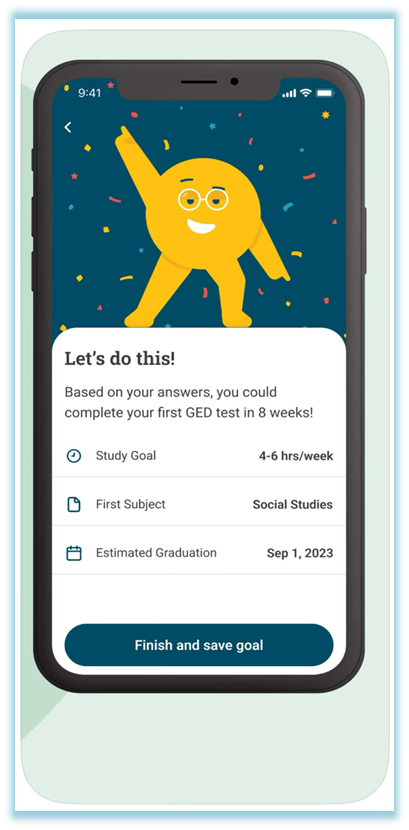 9:41
Let's do this!
Based on your answers, you could
complete your first GED test in 8 weeks!
Study Goal 4-6 hrs/week
First Subject Social Studies
Estimated Graduation Sep 1, 2023
Finish and save goal